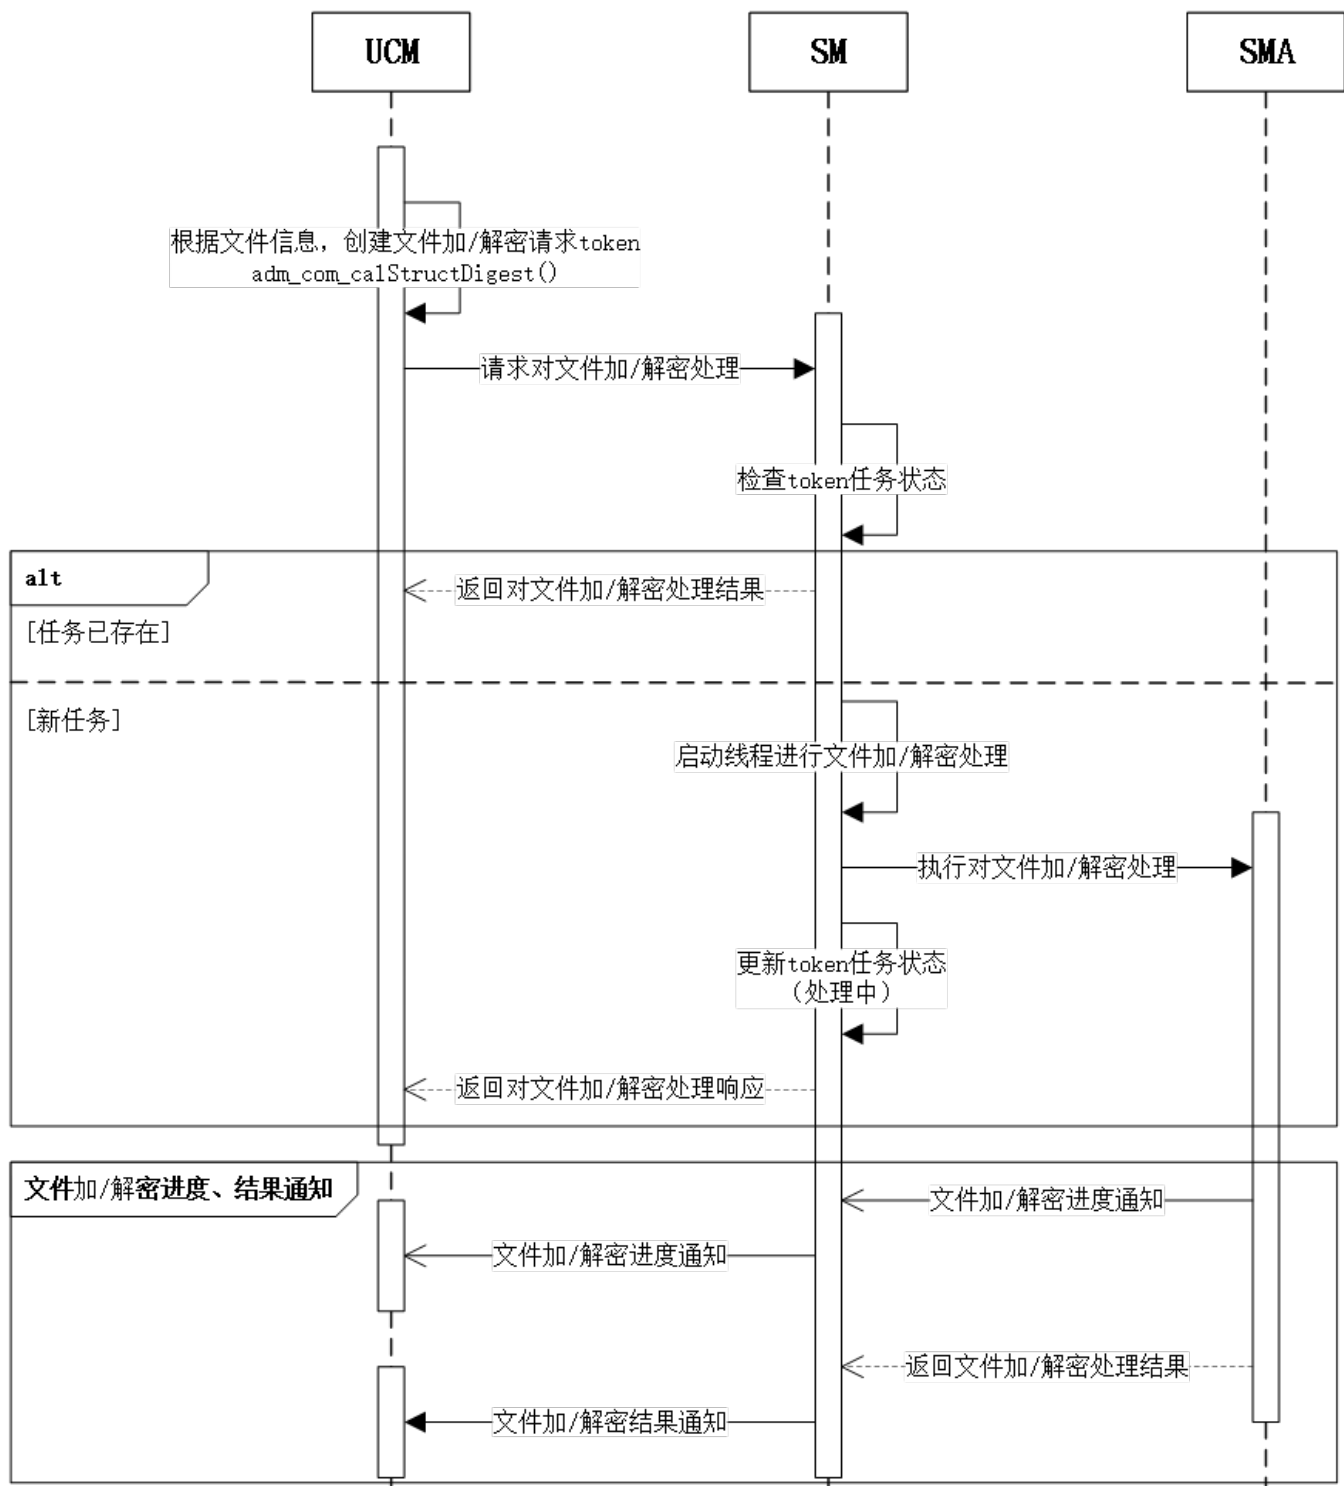 UCM
SM
SMA
根据文件信息，创建文件加/解密请求token
adm_com_calStructDigest()
请求对文件加/解密处理
检查token任务状态
alt
返回对文件加/解密处理结果
[任务已存在]
[新任务]
启动线程进行文件加/解密处理
执行对文件加/解密处理
更新token任务状态
（处理中）
返回对文件加/解密处理响应
文件加/解密进度、结果通知
文件加/解密进度通知
文件加/解密进度通知
返回文件加/解密处理结果
文件加/解密结果通知